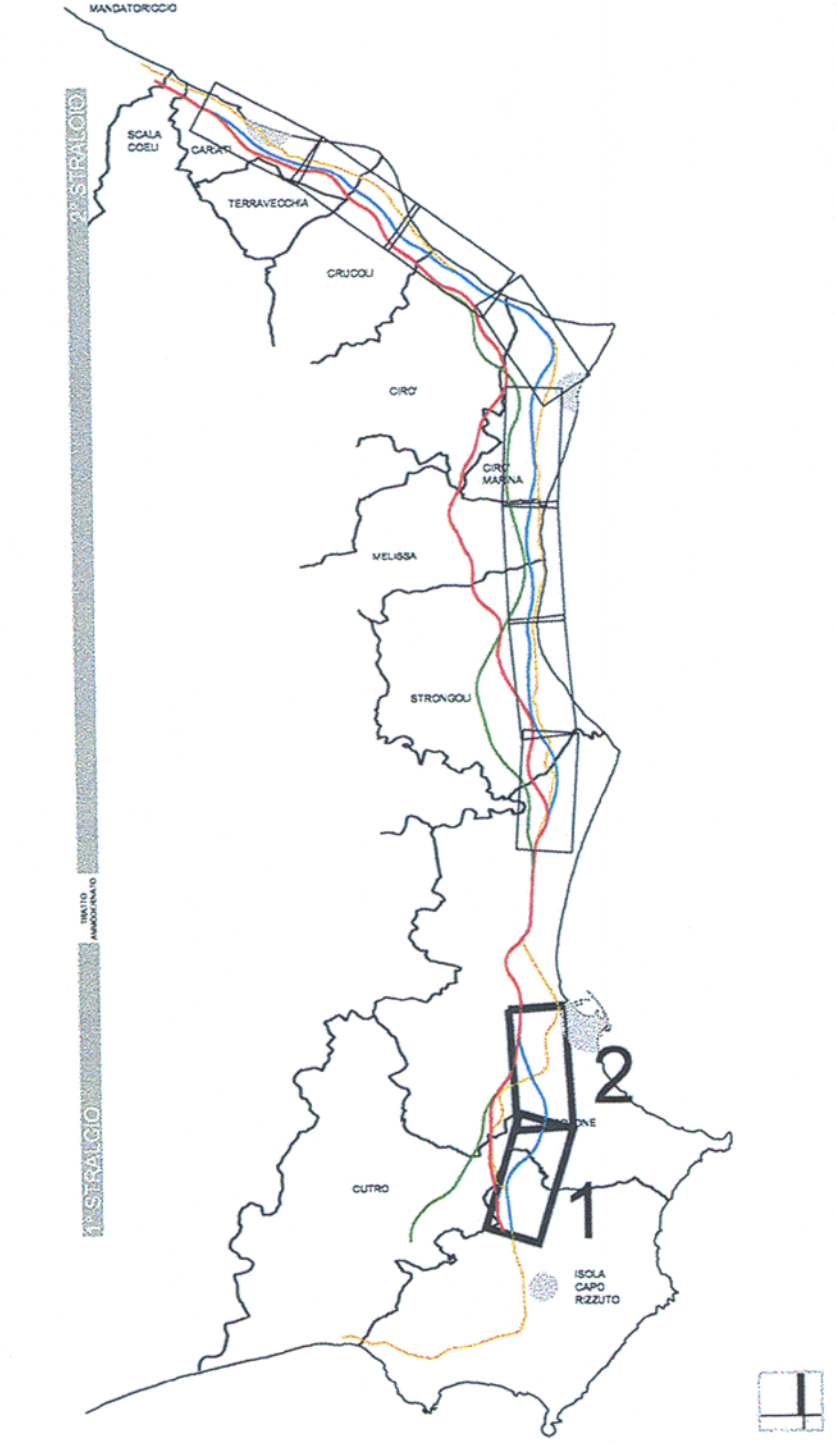 MANDATORICCIO
2° STRALCIO
SCALA
COELI
CARIATI
TERRAVECCHIA
CRUCOLI
CIRO'
CIRO'
MARINA
MELISSA
STRONGOLI
TRATTO
AMMODERNATO
2
1° STRALCIO
CUTRO
1
ISOLA
CAPO
RIZZUTO